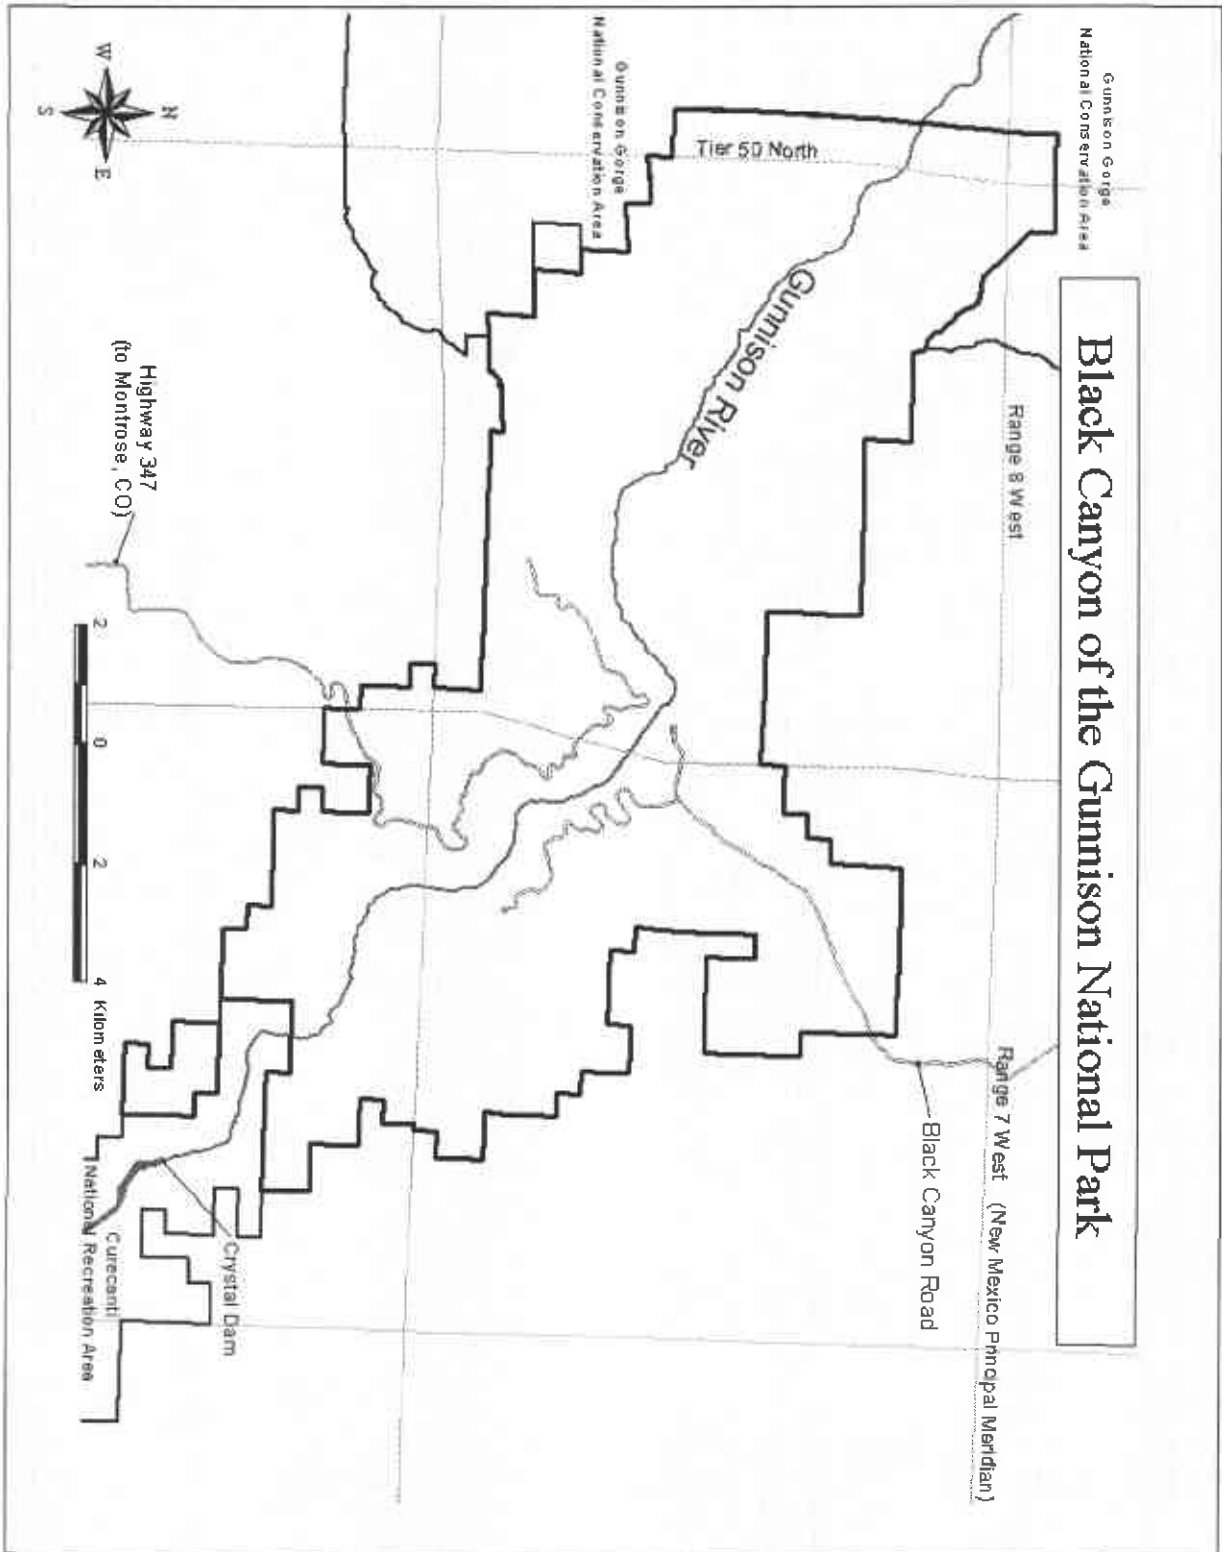 Black Canyon of the Gunnison National Park
Gunnison Gorge
National Conservation Area
Range 8 West
Range 7 West (New Mexico Principal Meridian)
Black Canyon Road
Tier 50 North
Gunnison River
Gunnison Gorge
National Conservation Area
W
N
S
E
Highway 347
(to Montrose, CO)
2 0 2 4 Kilometers
Crystal Dam
Curecanti
National Recreation Area